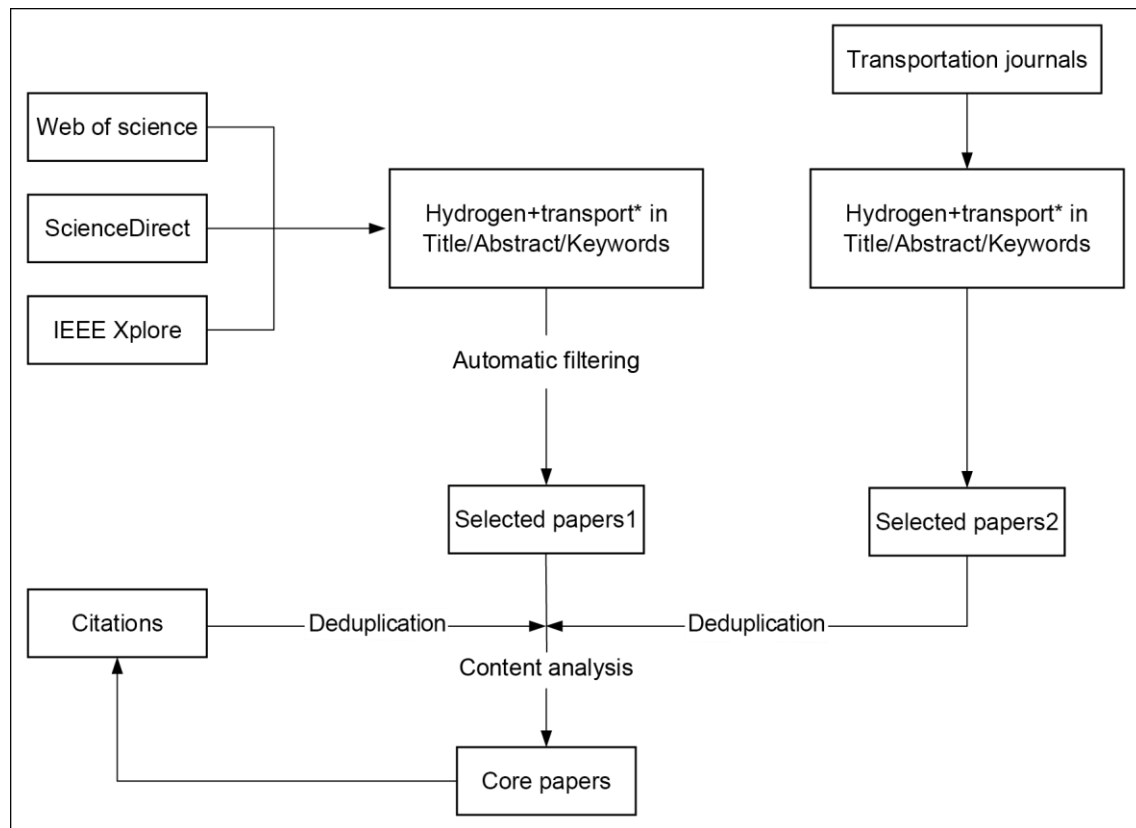 Transportation journals
Web of science
ScienceDirect
IEEE Xplore
Hydrogen+transport* in
Title/Abstract/Keywords
Hydrogen+transport* in
Title/Abstract/Keywords
Automatic filtering
Selected papers1
Selected papers2
Citations
Deduplication
Deduplication
Content analysis
Core papers